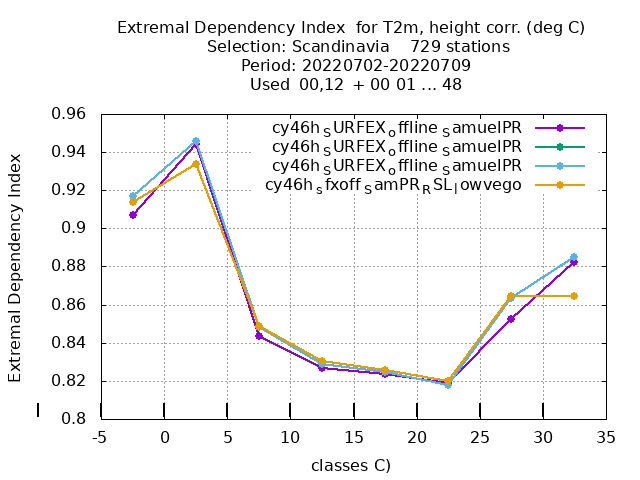 Extremal Dependency Index for T2m, height corr. (deg C)
Selection: Scandinavia 729 stations
Period: 20220702-20220709
Used 00,12 + 00 01 ... 48
0.96
0.94
0.92
0.9
0.88
0.86
0.84
0.82
0.8
Extremal Dependency Index
cy46h_SURFEX_offline_SamuelPR
cy46h_SURFEX_offline_SamuelPR
cy46h_SURFEX_offline_SamuelPR
cy46h_sfxoff_SamPR_RSL_lowvego
-5 0 5 10 15 20 25 30 35
classes C)